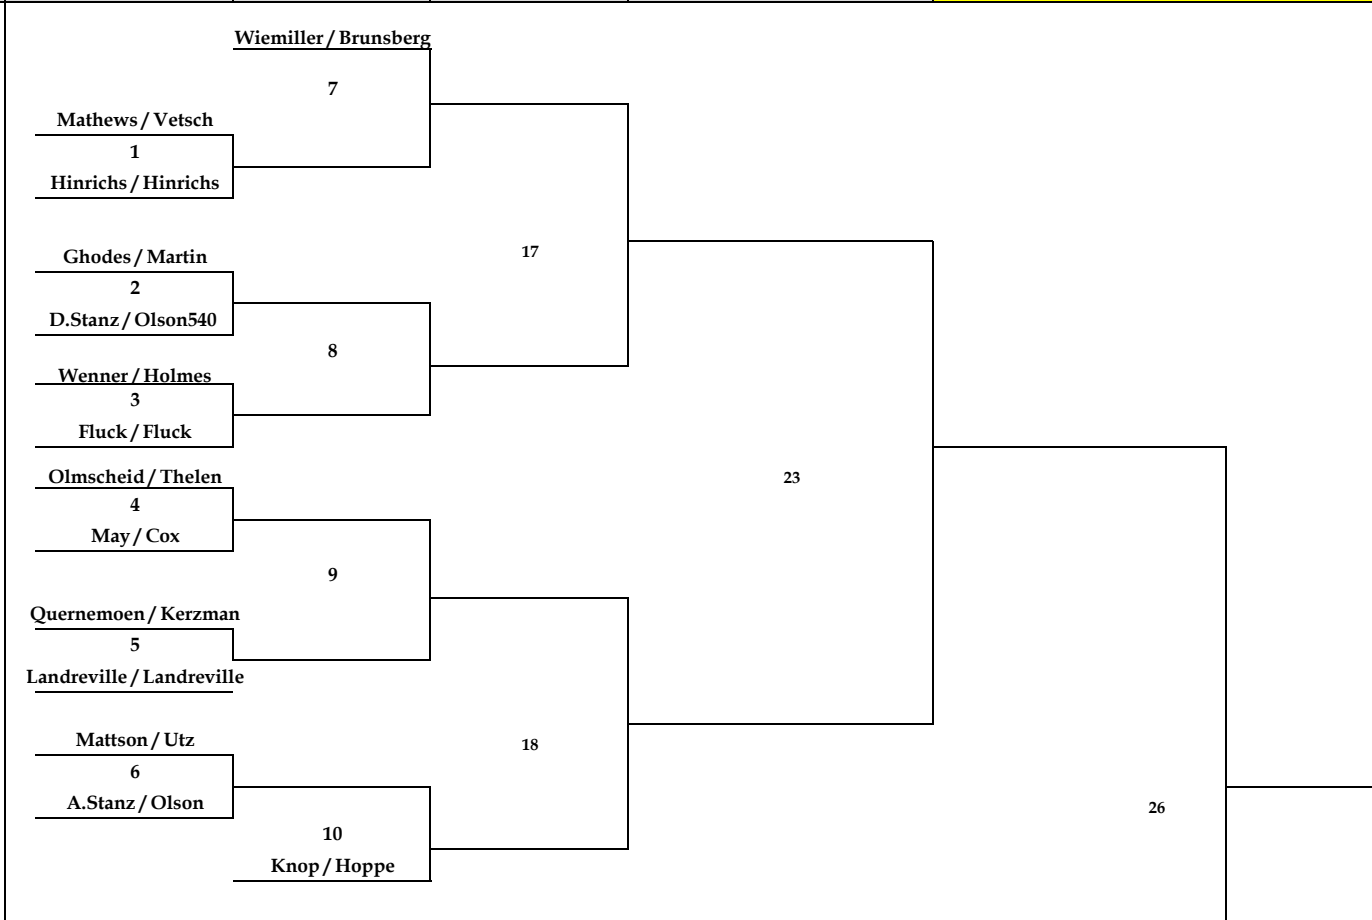 Wiemiller / Brunsberg
7
Mathews / Vetsch
1
Hinrichs / Hinrichs
17
Ghodes / Martin
2
D.Stanz / Olson540
8
Wenner / Holmes
3
Fluck / Fluck
Olmscheid / Thelen
23
4
May / Cox
9
Quernemoen / Kerzman
5
Landreville / Landreville
Mattson / Utz
18
6
A.Stanz / Olson
26
10
Knop / Hoppe